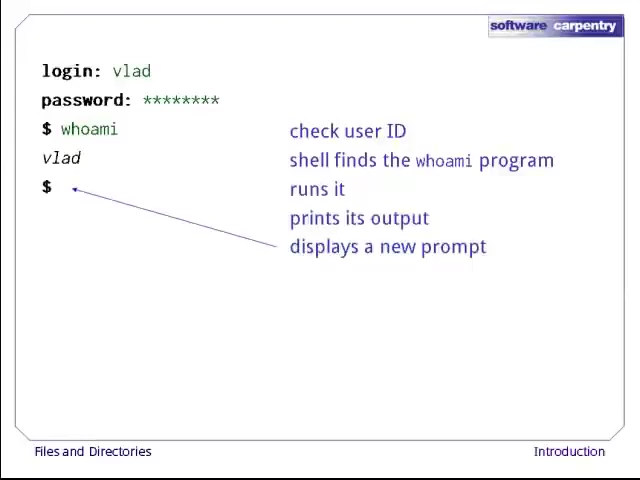 software carpentry
login: vlad
password: ********
$ whoami check user ID
vlad shell finds the whoami program
$ runs it
prints its output
displays a new prompt
Files and Directories Introduction